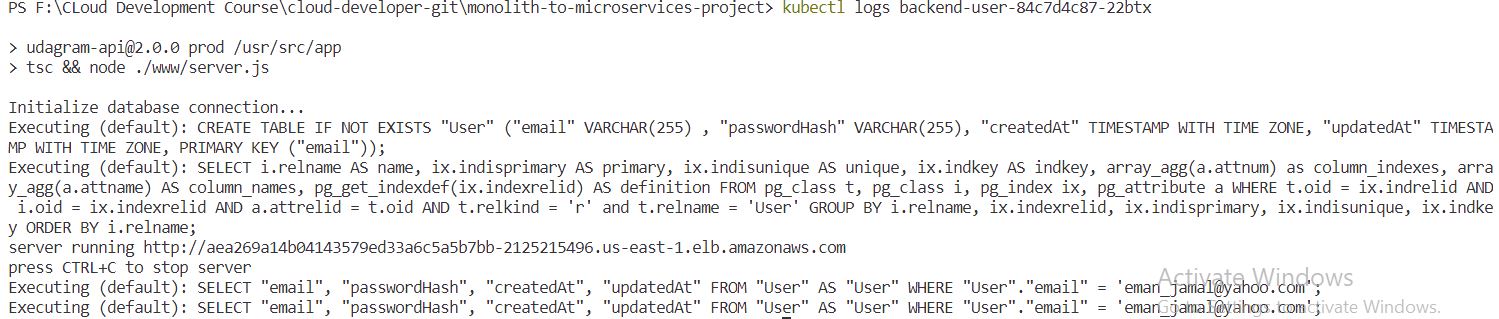 PS F:\CLoud Development Course\cloud-developer-git\monolith-to-microservices-project> kubectl logs backend-user-84c7d4c87-22btx
> udagram-api@2.0.0 prod /usr/src/app
> tsc && node ./www/server.js
Initialize database connection...
Executing (default): CREATE TABLE IF NOT EXISTS "User" ("email" VARCHAR(255) , "passwordHash" VARCHAR(255), "createdAt" TIMESTAMP WITH TIME ZONE, "updatedAt" TIMESTA
MP WITH TIME ZONE, PRIMARY KEY ("email"));
Executing (default): SELECT i.relname AS name, ix.indisprimary AS primary, ix.indisunique AS unique, ix.indkey AS indkey, array_agg(a.attnum) as column_indexes, arra
y_agg(a.attname) AS column_names, pg_get_indexdef(ix.indexrelid) AS definition FROM pg_class t, pg_class i, pg_index ix, pg_attribute a WHERE t.oid = ix.indrelid AND
i.oid = ix.indexrelid AND a.attrelid = t.oid AND t.relkind = 'r' and t.relname = 'User' GROUP BY i.relname, ix.indexrelid, ix.indisprimary, ix.indisunique, ix.indke
y ORDER BY i.relname;
server running http://aea269a14b04143579ed33a6c5a5b7bb-2125215496.us-east-1.elb.amazonaws.com
press CTRL+C to stop server
Activate Windows
Executing (default): SELECT "email", "passwordHash", "createdAt", "updatedAt" FROM "User" AS "User" WHERE "User"."email" = 'eman_jamal@yahoo.com';
Executing (default): SELECT "email", "passwordHash", "createdAt", "updatedAt" FROM "User" AS "User" WHERE "User"."email" = 'eman_jamal@yahoo.com';
Go to Settings to activate Windows.